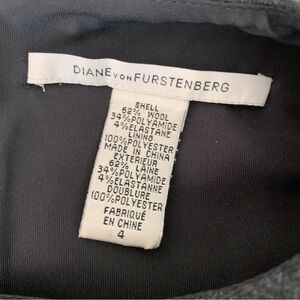 DIANE VON FURSTENBERG
SHELL
62% WOOL
34%POLYAMIDE
4%ELASTANE
LINING
100%POLYESTER
MADE IN CHINA
EXTERIEUR
62% LAINE
34%POLYAMIDE
4%ELASTANNE
DOUBLURE
100%POLYESTER
FABRIQUÉ
EN CHINE
4